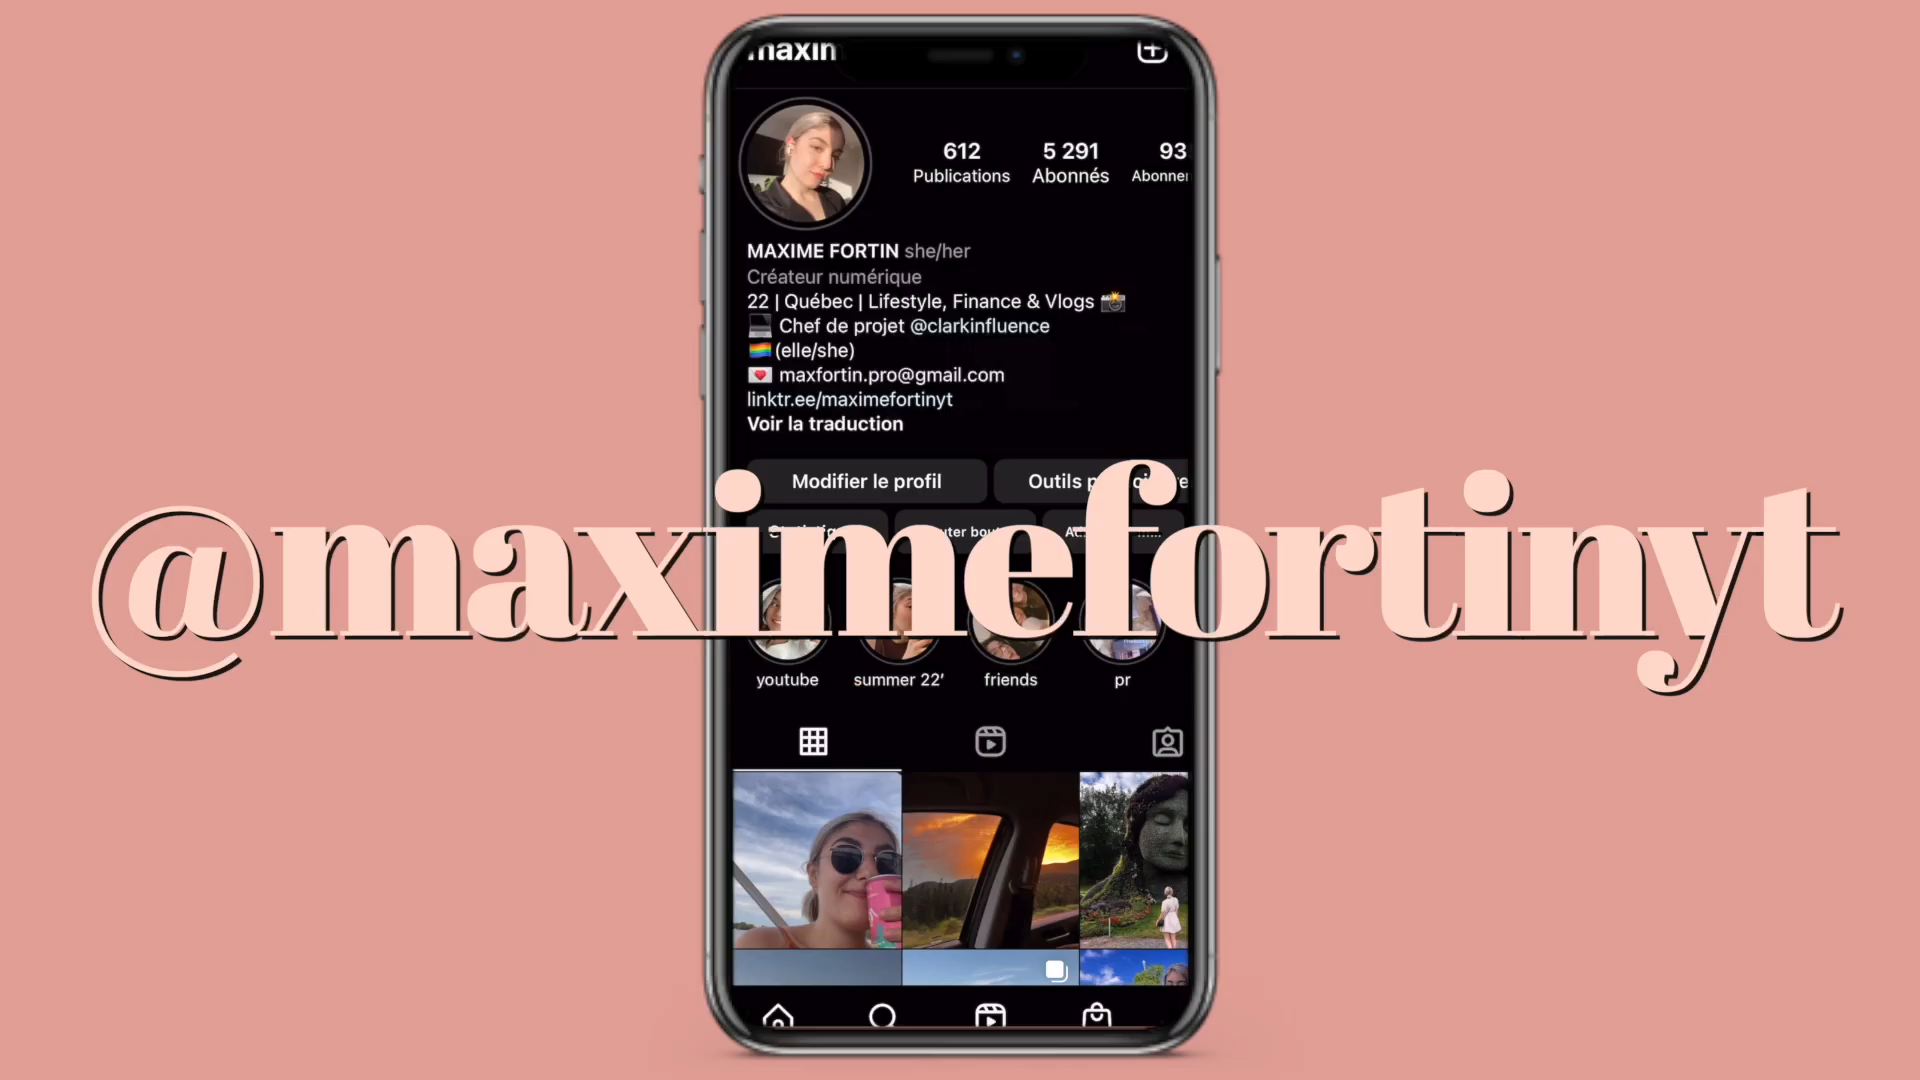 612
5 291
93
Publications
Abonnés
MAXIME FORTIN she/her
Créateur numérique
22 | Québec | Lifestyle, Finance & Vlogs
Chef de projet @clarkinfluence
(elle/she)
maxfortin.pro@gmail.com
linktr.ee/maximefortinyt
Voir la traduction
Modifier le profil
Outils
@maximefortinyt
youtube
summer 22’
friends
pr